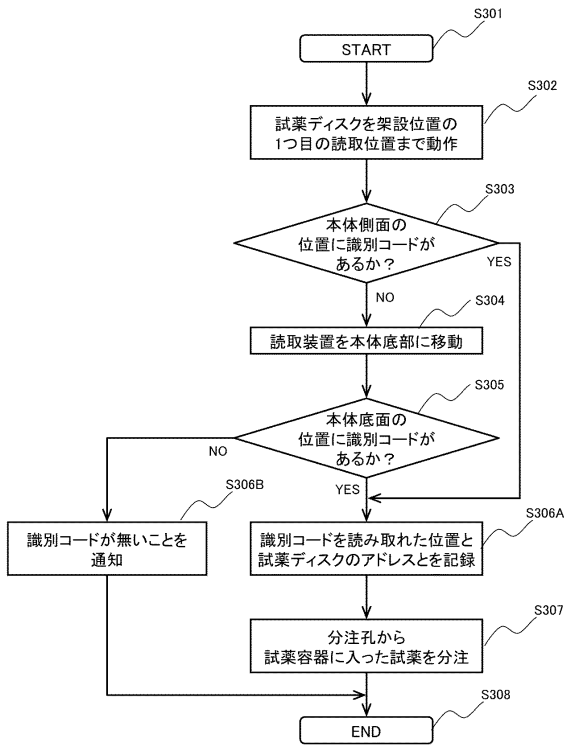 S301
START
S302
試薬ディスクを架設位置の
1つ目の読取位置まで動作
S303
本体側面の
位置に識別コードが
あるか？
YES
NO
S304
読取装置を本体底部に移動
S305
本体底面の
位置に識別コードが
あるか？
NO
YES
S306B
識別コードが無いことを
通知
S306A
識別コードを読み取れた位置と
試薬ディスクのアドレスとを記録
S307
分注孔から
試薬容器に入った試薬を分注
S308
END